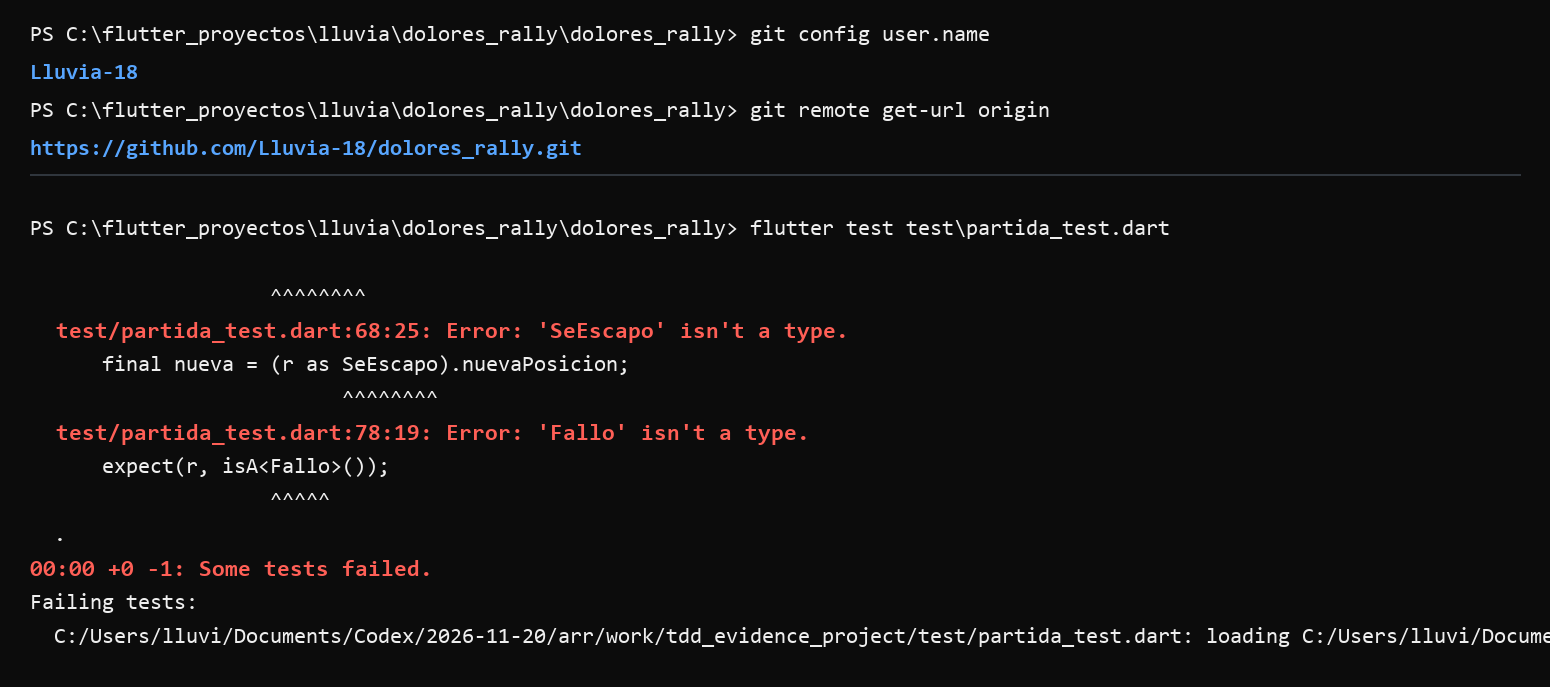 PS C:\flutter_proyectos\lluvia\dolores_rally\dolores_rally> git config user.name
Lluvia-18
PS C:\flutter_proyectos\lluvia\dolores_rally\dolores_rally> git remote get-url origin
https://github.com/Lluvia-18/dolores_rally.git
PS C:\flutter_proyectos\lluvia\dolores_rally\dolores_rally> flutter test test\partida_test.dart
^^^^^^^^
test/partida_test.dart:68:25: Error: 'SeEscapo' isn't a type.
final nueva = (r as SeEscapo).nuevaPosicion;
^^^^^^^^
test/partida_test.dart:78:19: Error: 'Fallo' isn't a type.
expect(r, isA<Fallo>());
^^^^^
.
00:00 +0 -1: Some tests failed.
Failing tests:
C:/Users/lluvi/Documents/Codex/2026-11-20/arr/work/tdd_evidence_project/test/partida_test.dart: loading C:/Users/lluvi/Docume